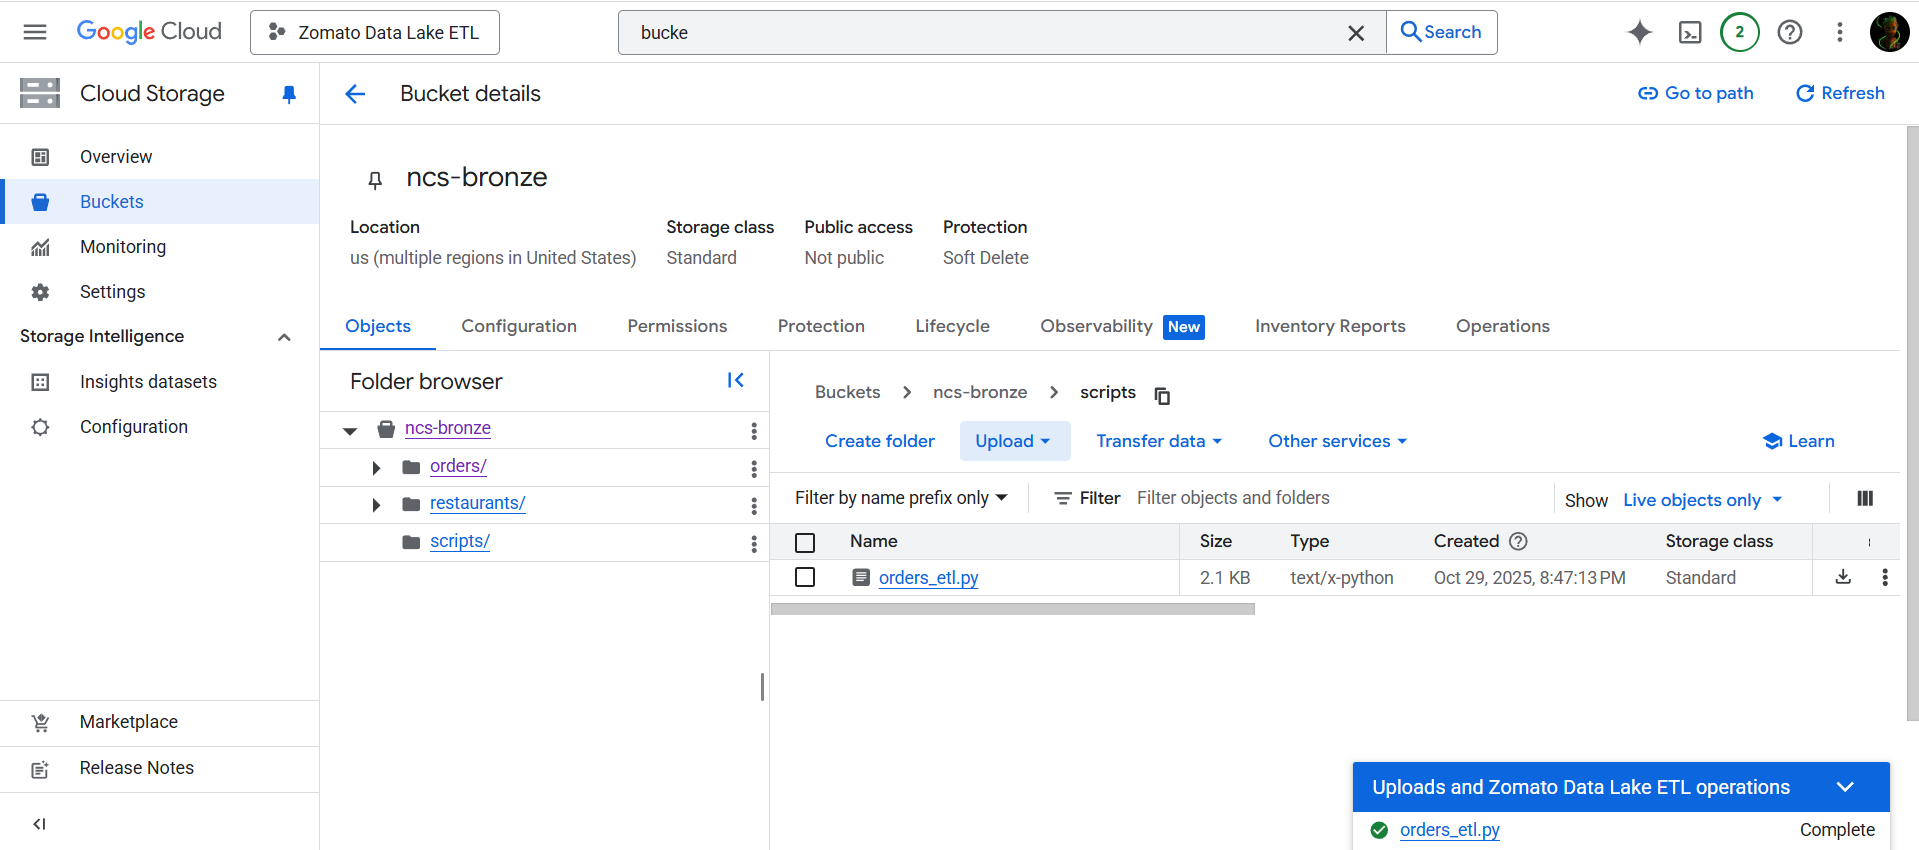 Google Cloud
Zomato Data Lake ETL
bucke
Search
2
Cloud Storage
Bucket details
Go to path
Refresh
Overview
Buckets
Monitoring
Settings
Storage Intelligence
Insights datasets
Configuration
Marketplace
Release Notes
ncs-bronze
Location
us (multiple regions in United States)
Storage class
Standard
Public access
Not public
Protection
Soft Delete
Objects
Configuration
Permissions
Protection
Lifecycle
Observability New
Inventory Reports
Operations
Folder browser
ncs-bronze
orders/
restaurants/
scripts/
Buckets > ncs-bronze > scripts
Create folder
Upload
Transfer data
Other services
Learn
Filter by name prefix only
Filter
Filter objects and folders
Show
Live objects only
Name Size Type Created Storage class
orders_etl.py 2.1 KB text/x-python Oct 29, 2025, 8:47:13 PM Standard
Uploads and Zomato Data Lake ETL operations
orders_etl.py Complete